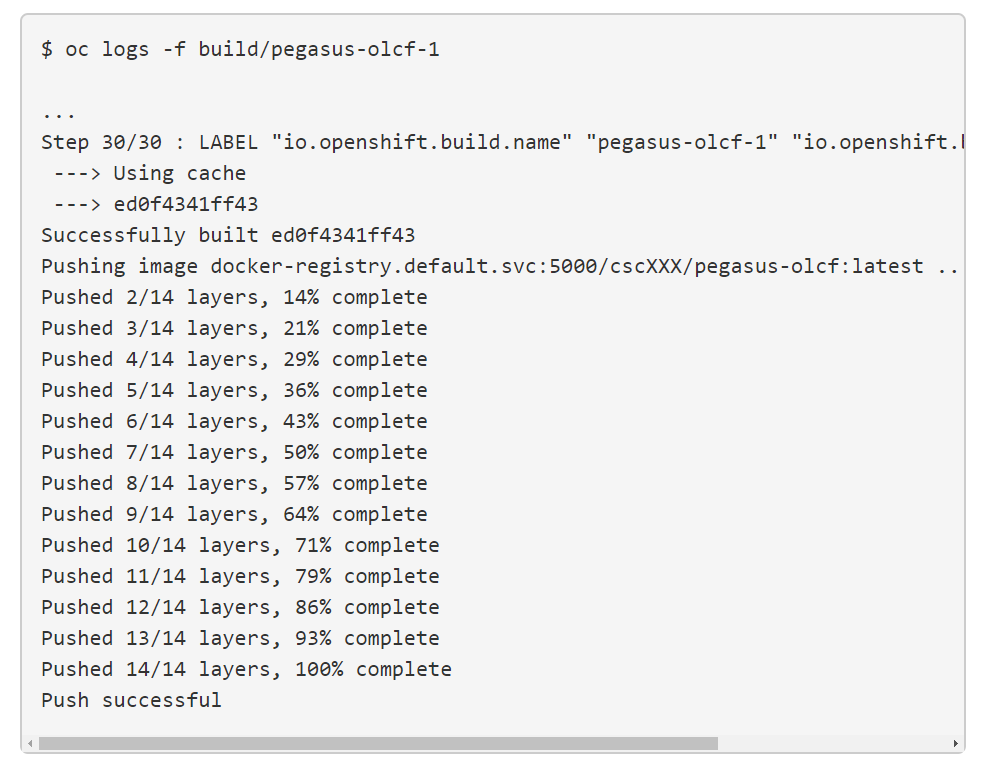 $ oc logs -f build/pegasus-olcf-1
...
Step 30/30 : LABEL "io.openshift.build.name" "pegasus-olcf-1" "io.openshift.
---> Using cache
---> ed0f4341ff43
Successfully built ed0f4341ff43
Pushing image docker-registry.default.svc:5000/cscXXX/pegasus-olcf:latest ..
Pushed 2/14 layers, 14% complete
Pushed 3/14 layers, 21% complete
Pushed 4/14 layers, 29% complete
Pushed 5/14 layers, 36% complete
Pushed 6/14 layers, 43% complete
Pushed 7/14 layers, 50% complete
Pushed 8/14 layers, 57% complete
Pushed 9/14 layers, 64% complete
Pushed 10/14 layers, 71% complete
Pushed 11/14 layers, 79% complete
Pushed 12/14 layers, 86% complete
Pushed 13/14 layers, 93% complete
Pushed 14/14 layers, 100% complete
Push successful